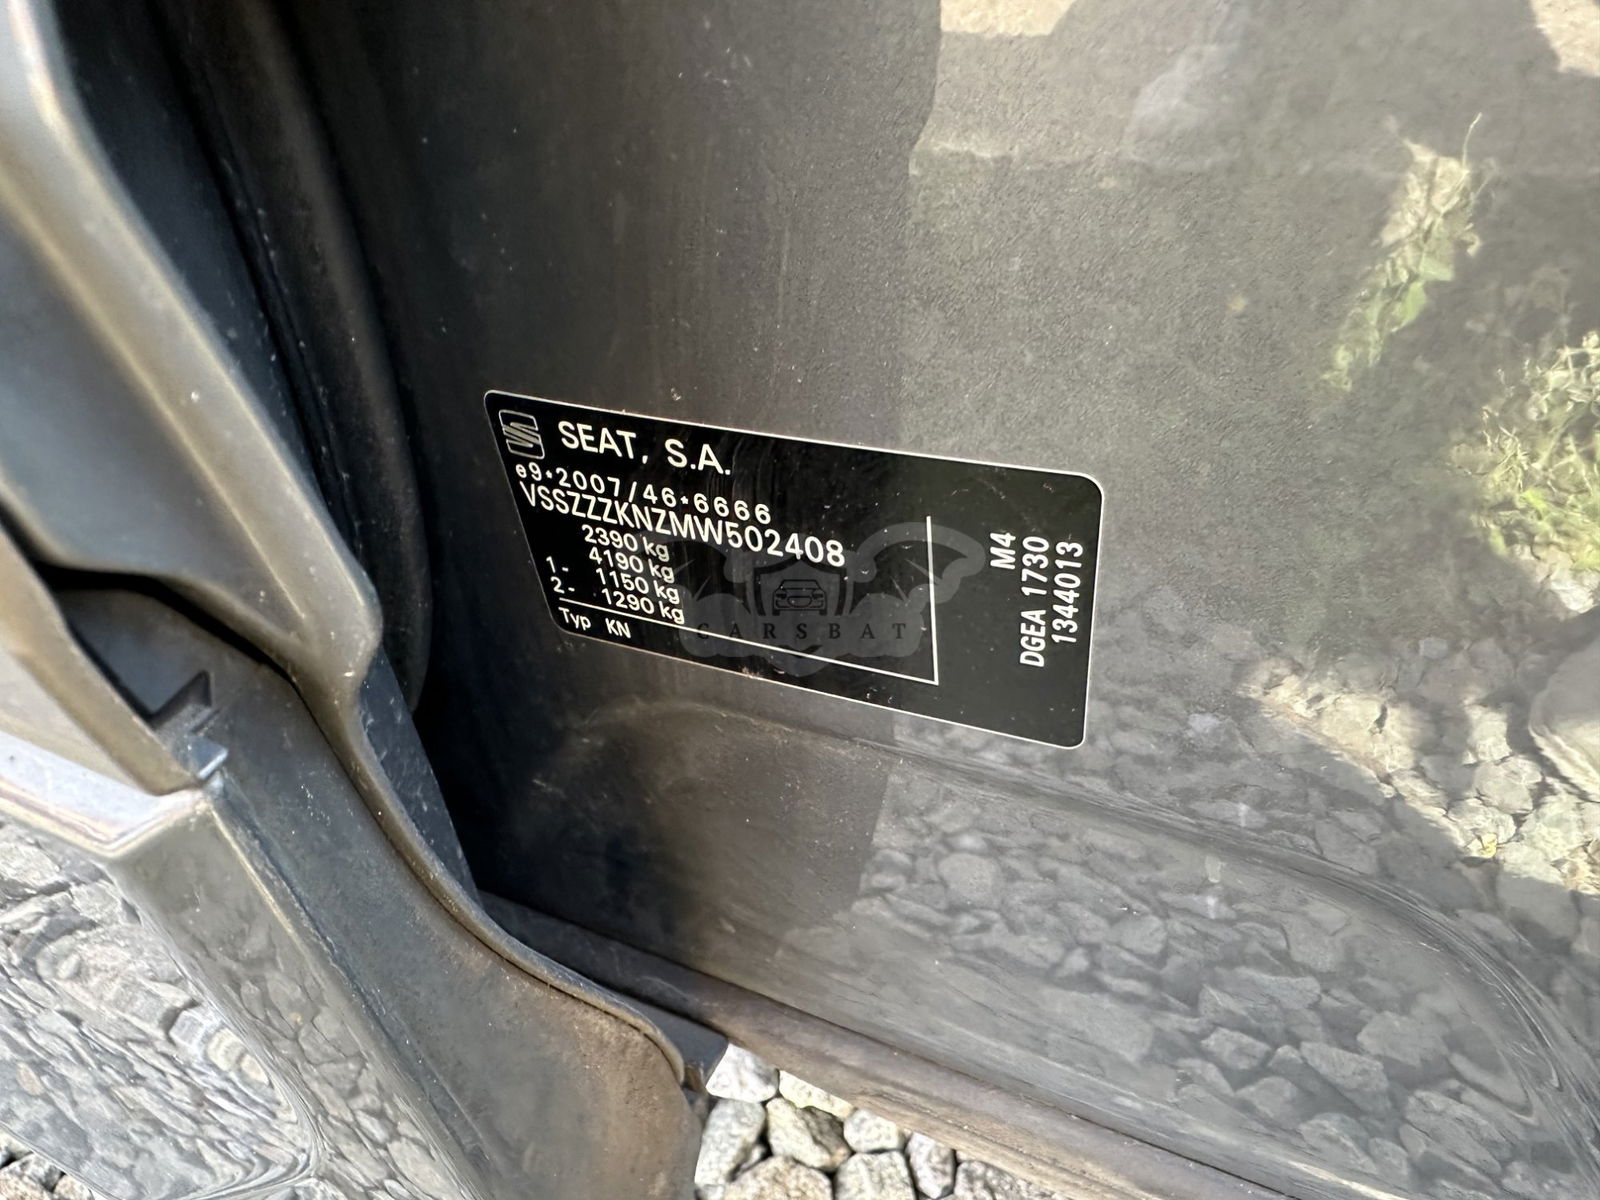 SEAT, S.A.
e9*2007/46*6666
VSSZZZKNZMW502408
2390 kg
4190 kg
1- 1150 kg
2- 1290 kg
Typ KN
M4
DGEA 1730
1344013
CARSBAT